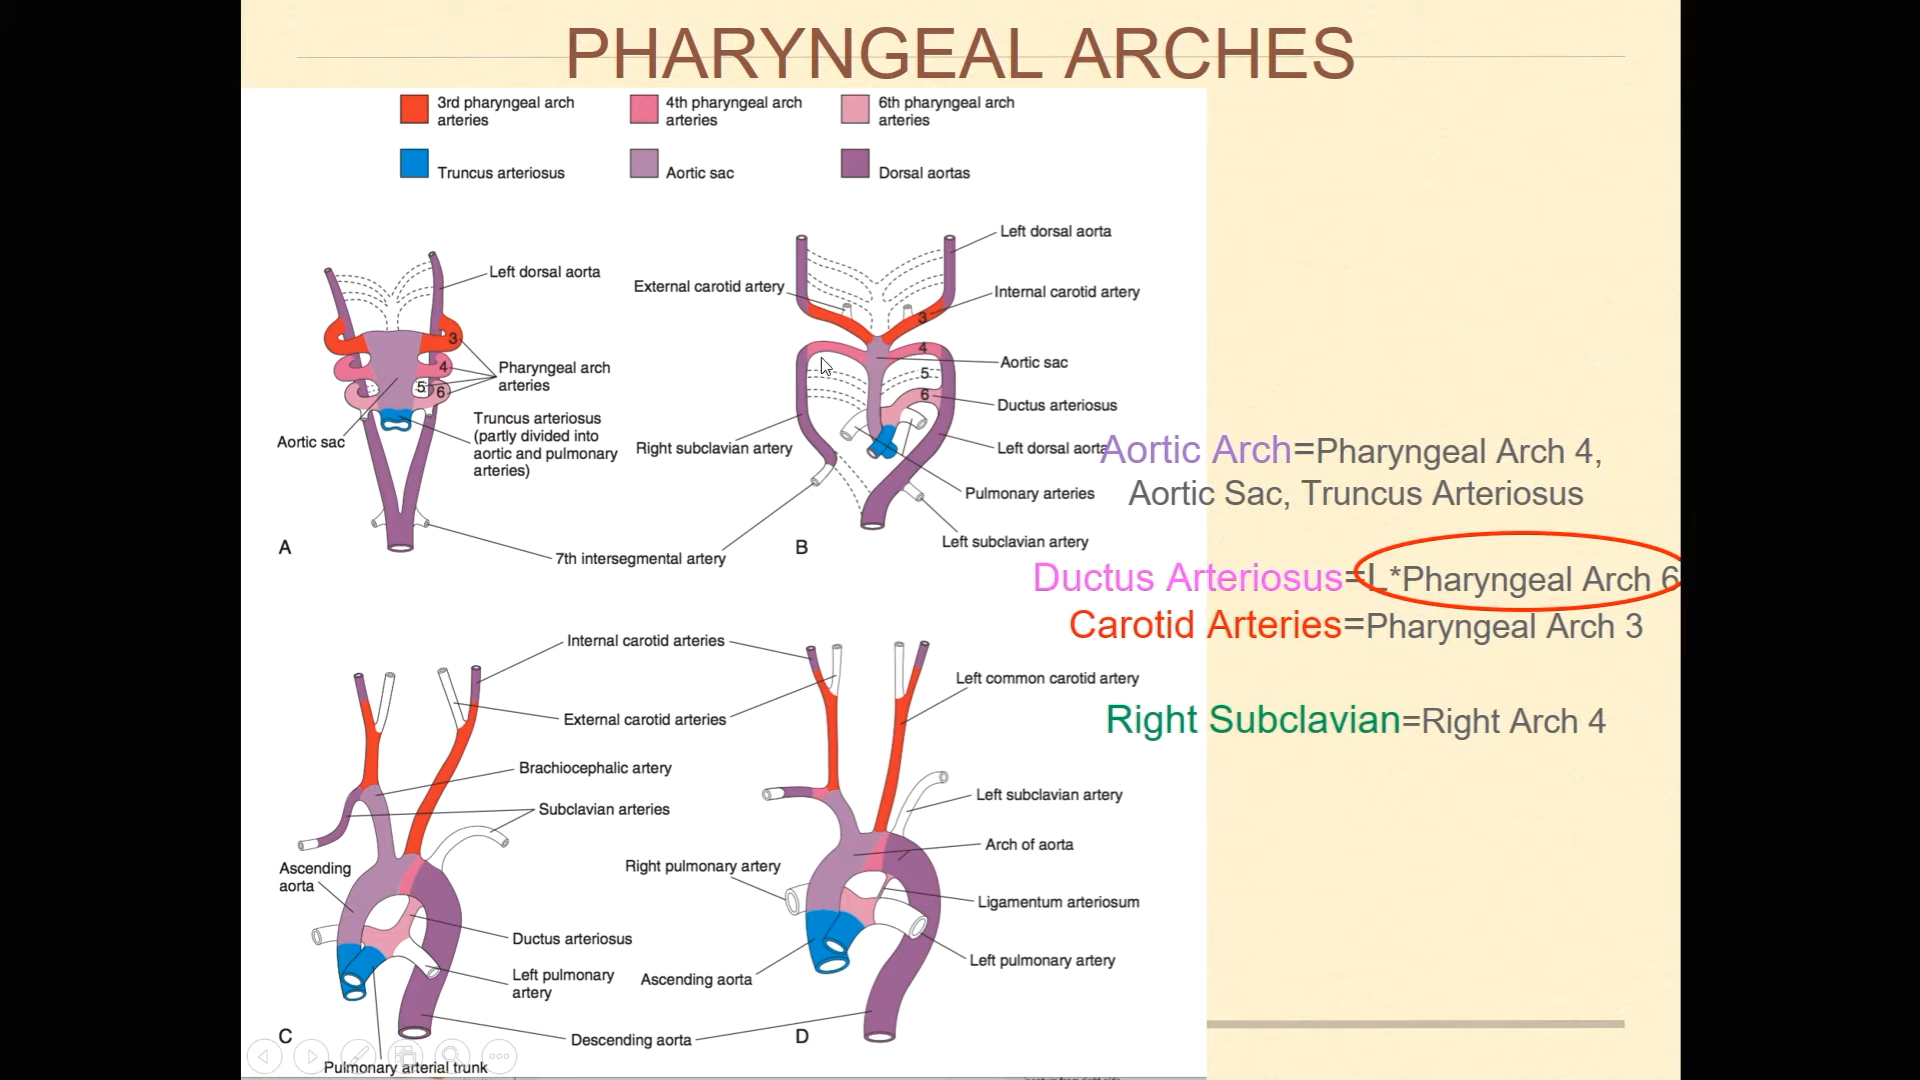 PHARYNGEAL ARCHES
3rd pharyngeal arch
arteries
4th pharyngeal arch
arteries
6th pharyngeal arch
arteries
Truncus arteriosus
Aortic sac
Dorsal aortas
Left dorsal aorta
3
4
5
6
Pharyngeal arch
arteries
Truncus arteriosus
(partly divided into
aortic and pulmonary
arteries)
Aortic sac
A
7th intersegmental artery
Left dorsal aorta
External carotid artery
Internal carotid artery
3
4
5
6
Aortic sac
Ductus arteriosus
Right subclavian artery
Left dorsal aorta
Pulmonary arteries
Left subclavian artery
B
Aortic Arch=Pharyngeal Arch 4,
Aortic Sac, Truncus Arteriosus
Ductus Arteriosus=L*Pharyngeal Arch 6
Carotid Arteries=Pharyngeal Arch 3
Right Subclavian=Right Arch 4
Internal carotid arteries
External carotid arteries
Brachiocephalic artery
Subclavian arteries
Ascending
aorta
Ductus arteriosus
Left pulmonary
artery
Descending aorta
C
Pulmonary arterial trunk
Left common carotid artery
Left subclavian artery
Arch of aorta
Right pulmonary artery
Ligamentum arteriosum
Left pulmonary artery
Ascending aorta
D